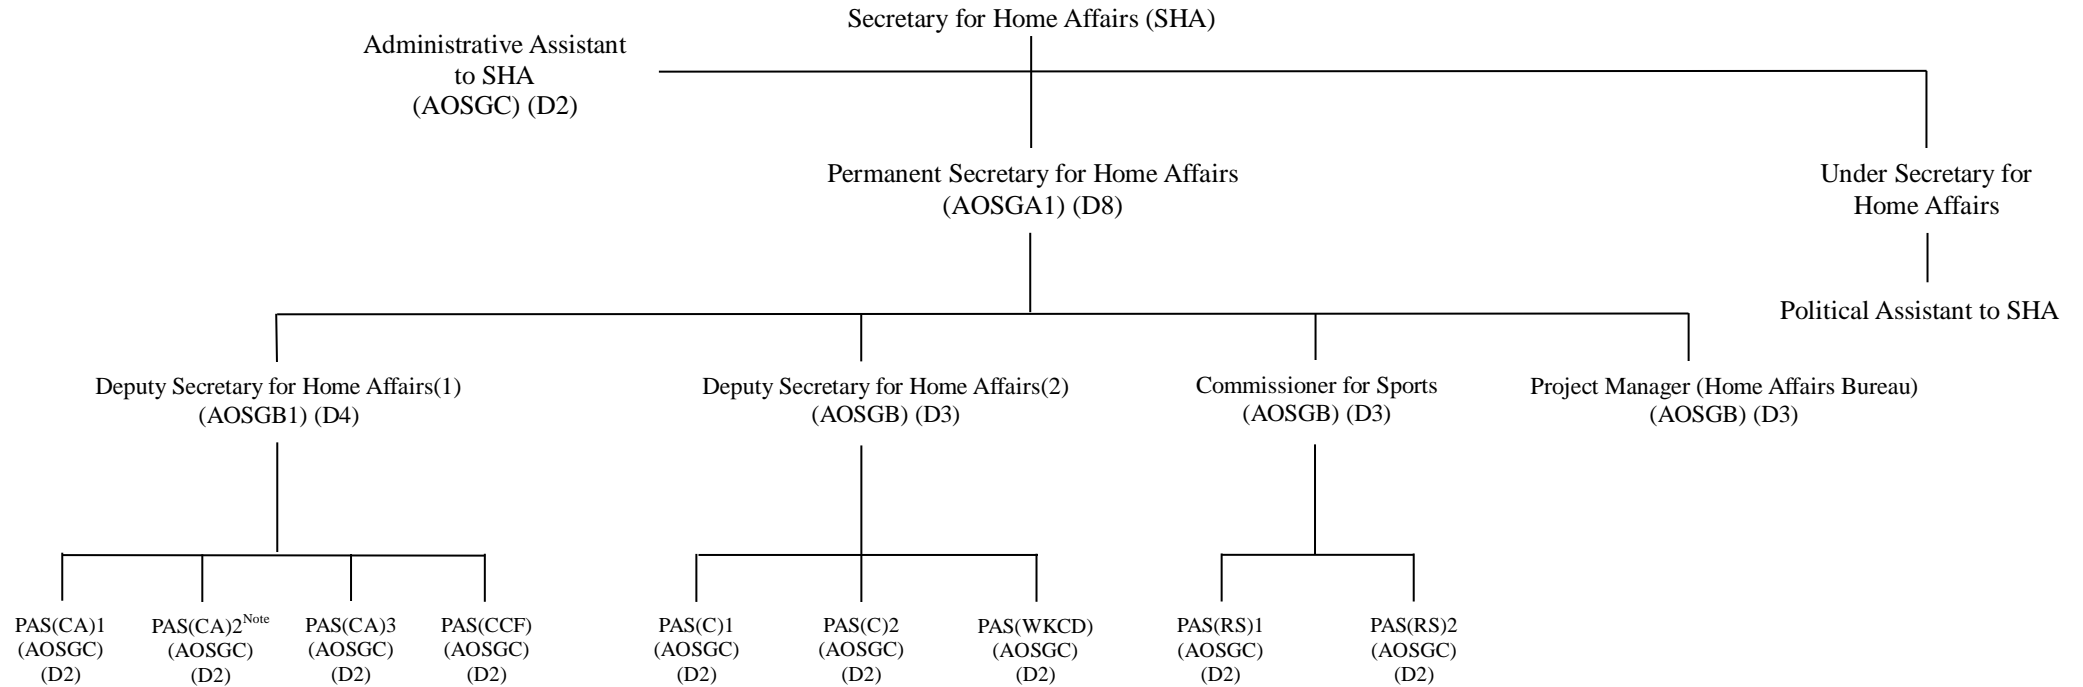 Secretary for Home Affairs (SHA)
Administrative Assistant
to SHA
(AOSGC) (D2)
Permanent Secretary for Home Affairs
(AOSGA1) (D8)
Under Secretary for
Home Affairs
Political Assistant to SHA
Deputy Secretary for Home Affairs(1)
(AOSGB1) (D4)
Deputy Secretary for Home Affairs(2)
(AOSGB) (D3)
Commissioner for Sports
(AOSGB) (D3)
Project Manager (Home Affairs Bureau)
(AOSGB) (D3)
PAS(CA)1
(AOSGC)
(D2)
PAS(CA)2Note
(AOSGC)
(D2)
PAS(CA)3
(AOSGC)
(D2)
PAS(CCF)
(AOSGC)
(D2)
PAS(C)1
(AOSGC)
(D2)
PAS(C)2
(AOSGC)
(D2)
PAS(WKCD)
(AOSGC)
(D2)
PAS(RS)1
(AOSGC)
(D2)
PAS(RS)2
(AOSGC)
(D2)